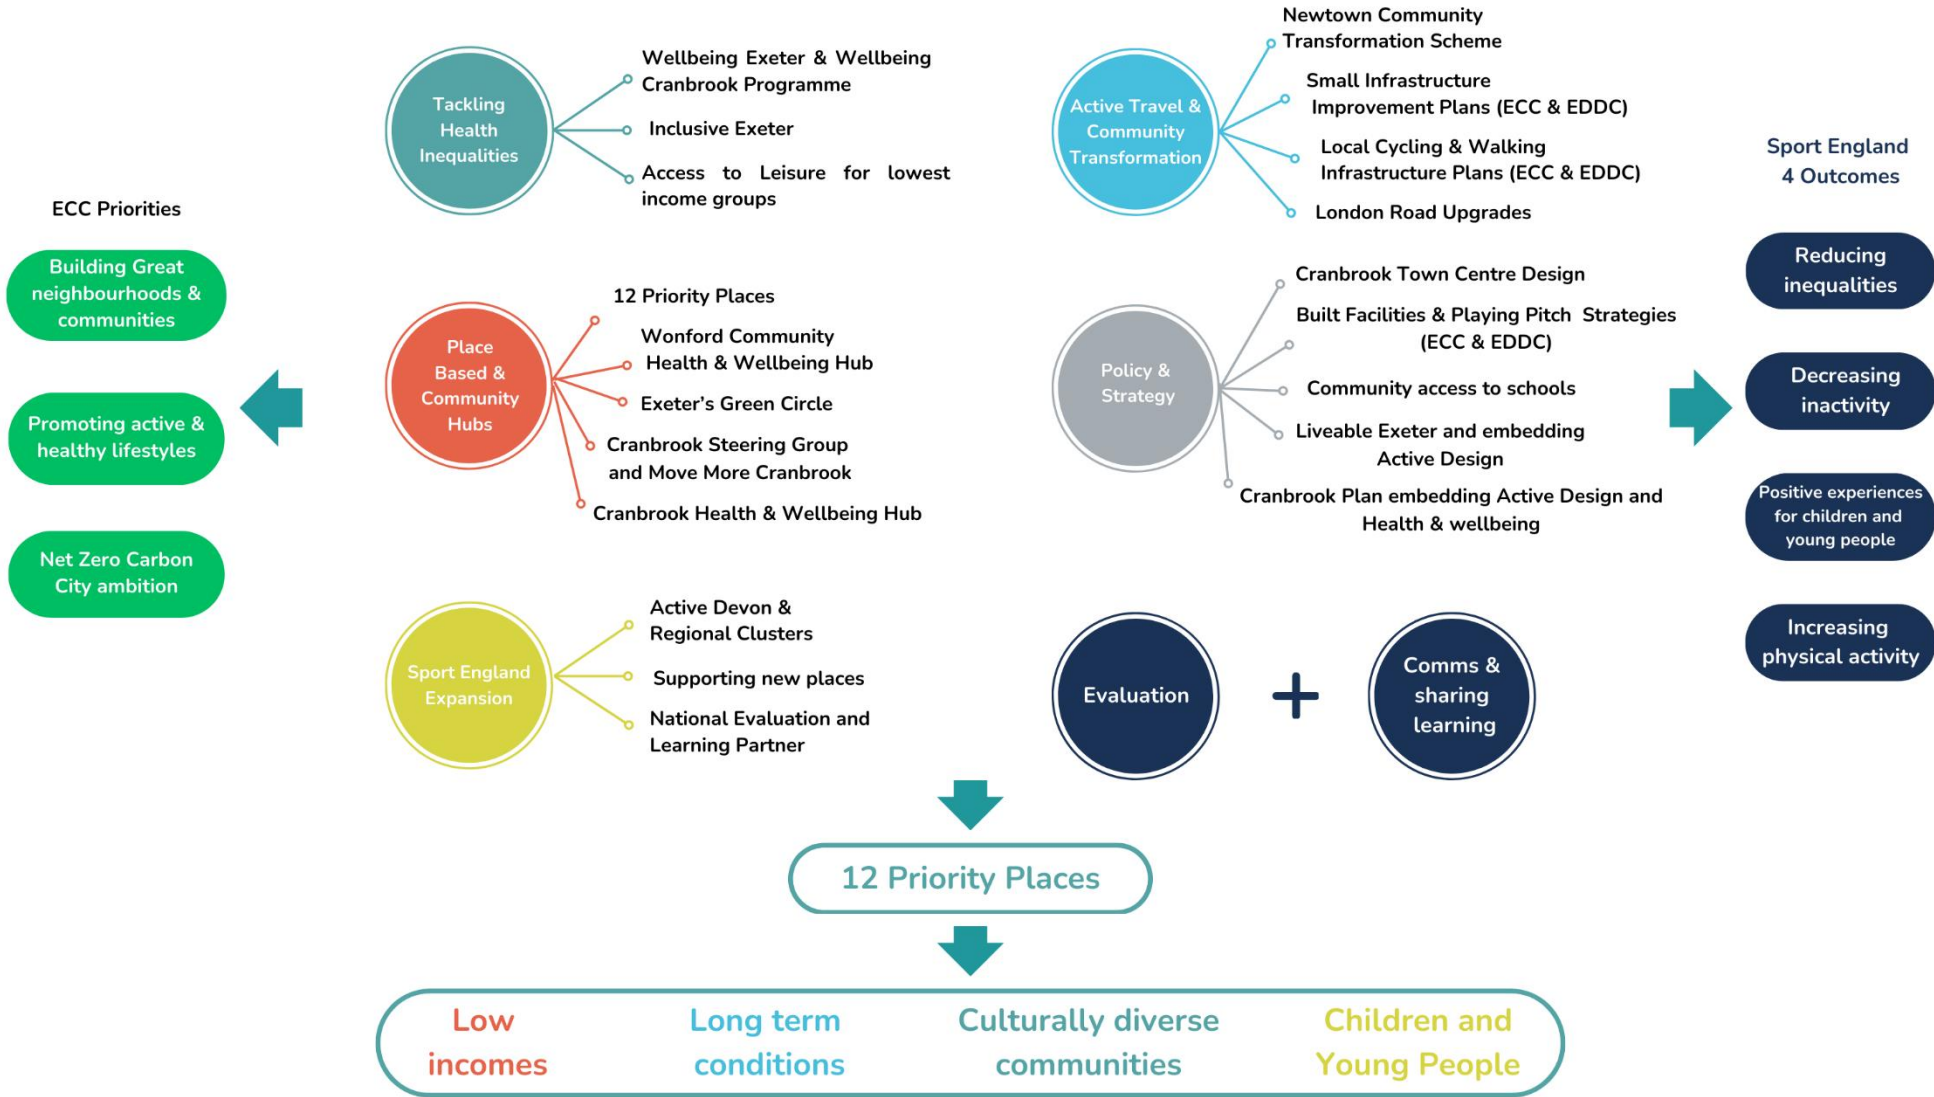 ECC Priorities
Building Great
neighbourhoods &
communities
Promoting active &
healthy lifestyles
Net Zero Carbon
City ambition
Tackling
Health
Inequalities
Wellbeing Exeter & Wellbeing
Cranbrook Programme
Inclusive Exeter
Access to Leisure for lowest
income groups
Place
Based &
Community
Hubs
12 Priority Places
Wonford Community
Health & Wellbeing Hub
Exeter’s Green Circle
Cranbrook Steering Group
and Move More Cranbrook
Cranbrook Health & Wellbeing Hub
Sport England
Expansion
Active Devon &
Regional Clusters
Supporting new places
National Evaluation and
Learning Partner
Active Travel &
Community
Transformation
Newtown Community
Transformation Scheme
Small Infrastructure
Improvement Plans (ECC & EDDC)
Local Cycling & Walking
Infrastructure Plans (ECC & EDDC)
London Road Upgrades
Policy &
Strategy
Cranbrook Town Centre Design
Built Facilities & Playing Pitch Strategies
(ECC & EDDC)
Community access to schools
Liveable Exeter and embedding
Active Design
Cranbrook Plan embedding Active Design and
Health & wellbeing
Evaluation
+
Comms &
sharing
learning
Sport England
4 Outcomes
Reducing
inequalities
Decreasing
inactivity
Positive experiences
for children and
young people
Increasing
physical activity
12 Priority Places
Low
incomes
Long term
conditions
Culturally diverse
communities
Children and
Young People